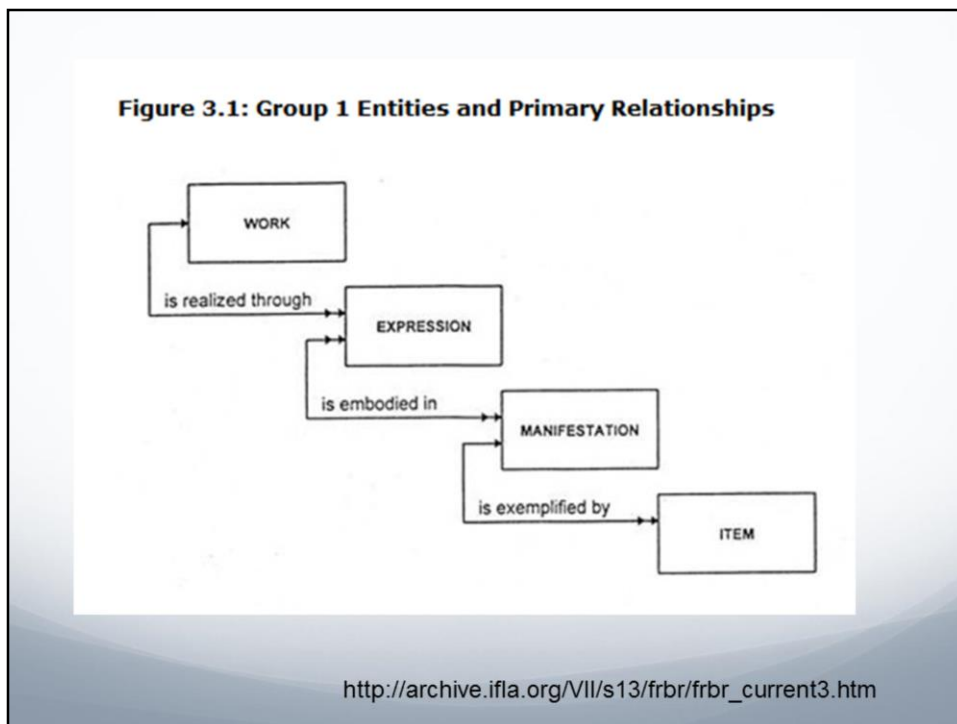 Figure 3.1: Group 1 Entities and Primary Relationships
WORK
is realized through
EXPRESSION
is embodied in
MANIFESTATION
is exemplified by
ITEM
http://archive.ifla.org/VII/s13/frbr/frbr_current3.htm